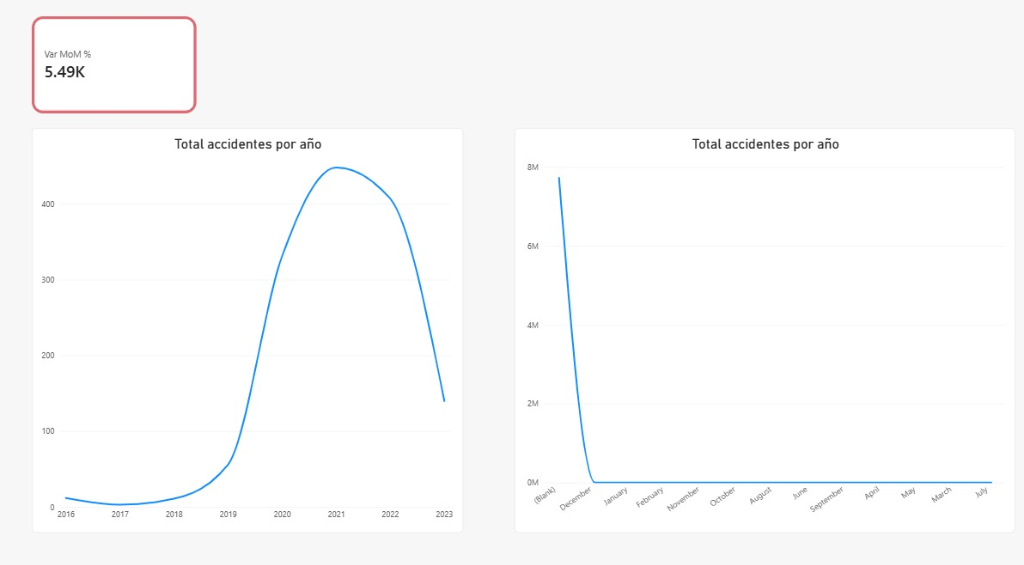 Var MoM %
5.49K
Total accidentes por año
400
300
200
100
0
2016 2017 2018 2019 2020 2021 2022 2023
Total accidentes por año
8M
6M
4M
2M
0M
(Blank) December January February November October August June September April May March July